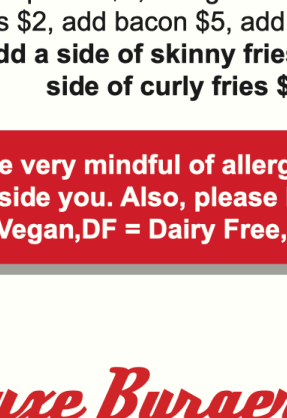 s $2, add bacon $5, add
dd a side of skinny fries
side of curly fries $
e very mindful of allerg
side you. Also, please
Vegan,DF = Dairy Free,
uxe Burger